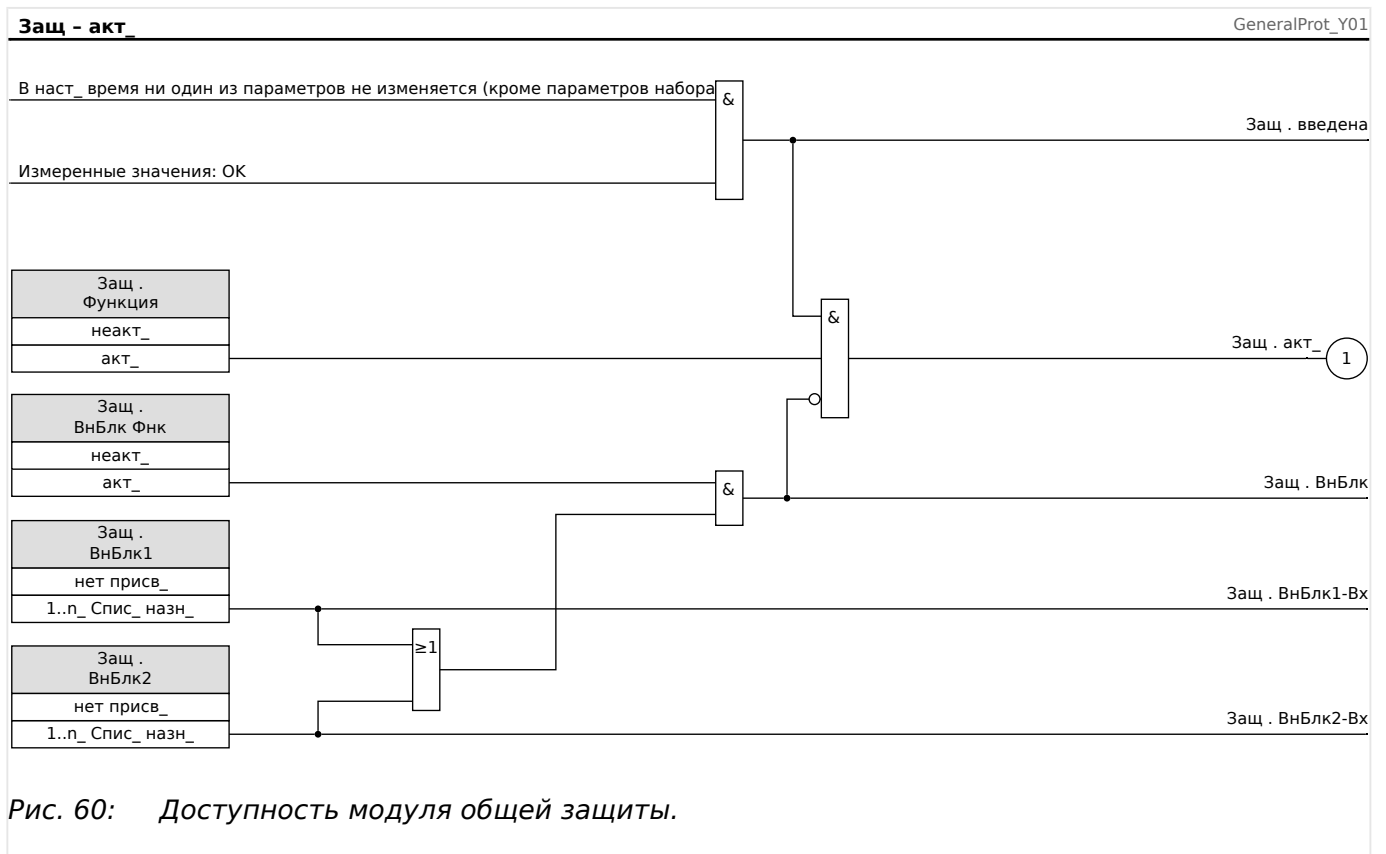 Защ – акт_
GeneralProt_Y01
В наст_ время ни один из параметров не изменяется (кроме параметров набора
&
Защ . введена
Измеренные значения: OK
Защ .
Функция
неакт_
акт_
&
Защ . акт_
1
Защ .
ВнБлк Фнк
неакт_
акт_
&
Защ . ВнБлк
Защ .
ВнБлк1
нет присв_
1..n_ Спис_ назн_
Защ . ВнБлк1-Вх
≥1
Защ .
ВнБлк2
нет присв_
1..n_ Спис_ назн_
Защ . ВнБлк2-Вх
Рис. 60: Доступность модуля общей защиты.